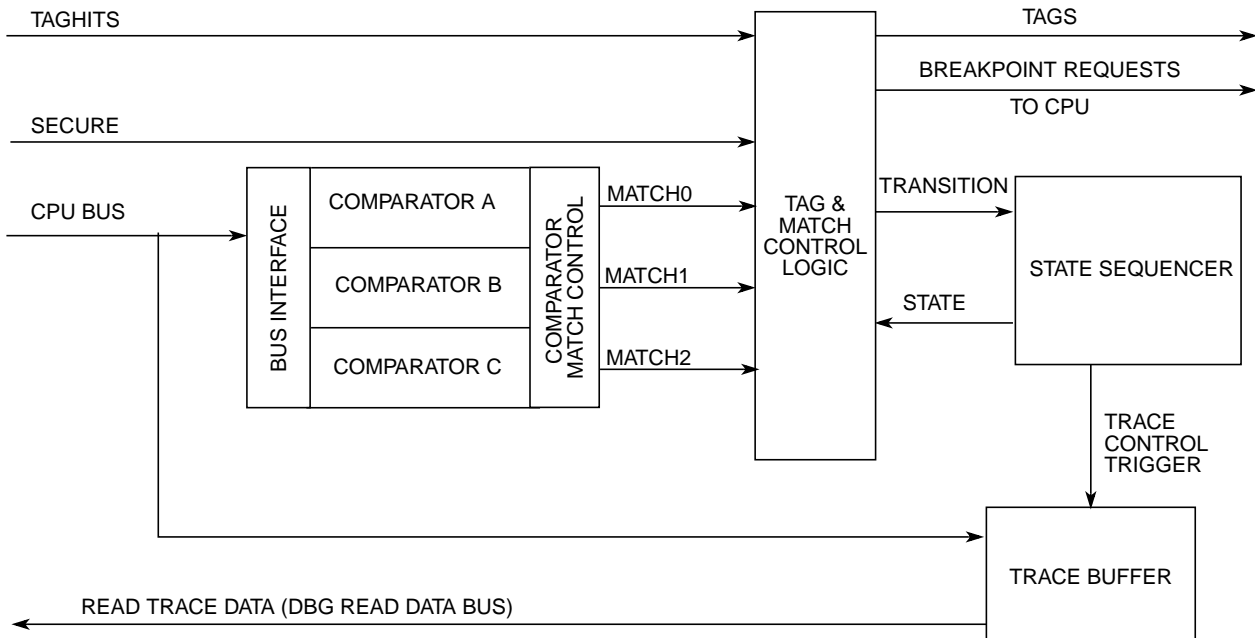 TAGHITS
TAGS
BREAKPOINT REQUESTS
TO CPU
SECURE
CPU BUS
BUS INTERFACE
COMPARATOR A
COMPARATOR B
COMPARATOR C
COMPARATOR
MATCH CONTROL
MATCH0
MATCH1
MATCH2
TAG &
MATCH
CONTROL
LOGIC
TRANSITION
STATE
STATE SEQUENCER
TRACE
CONTROL
TRIGGER
TRACE BUFFER
READ TRACE DATA (DBG READ DATA BUS)